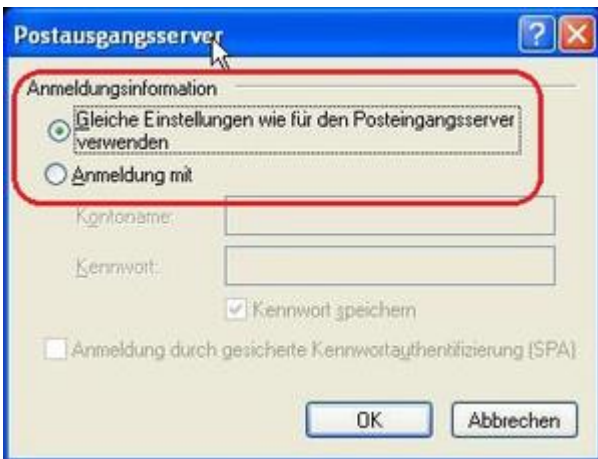 Postausgangsserver
Anmeldungsinformation
Gleiche Einstellungen wie für den Posteingangsserver
verwenden
Anmeldung mit
Kontoname:
Kennwort:
Kennwort speichern
Anmeldung durch gesicherte Kennwortauthentifizierung (SPA)
OK
Abbrechen